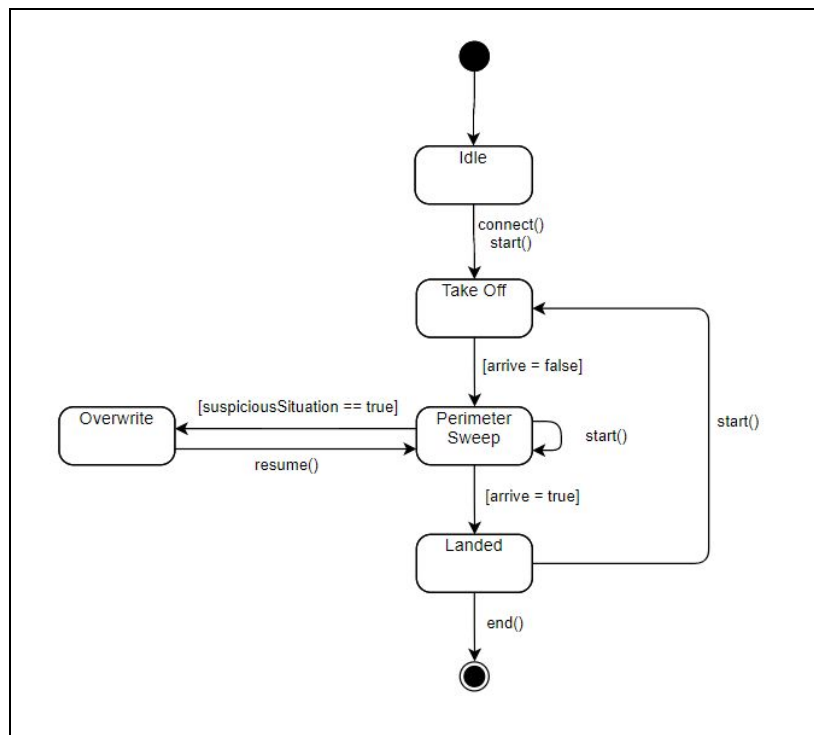 Idle
connect()
start()
Take Off
[arrive = false]
[suspiciousSituation == true]
Overwrite
Perimeter
Sweep
start()
start()
resume()
[arrive = true]
Landed
end()